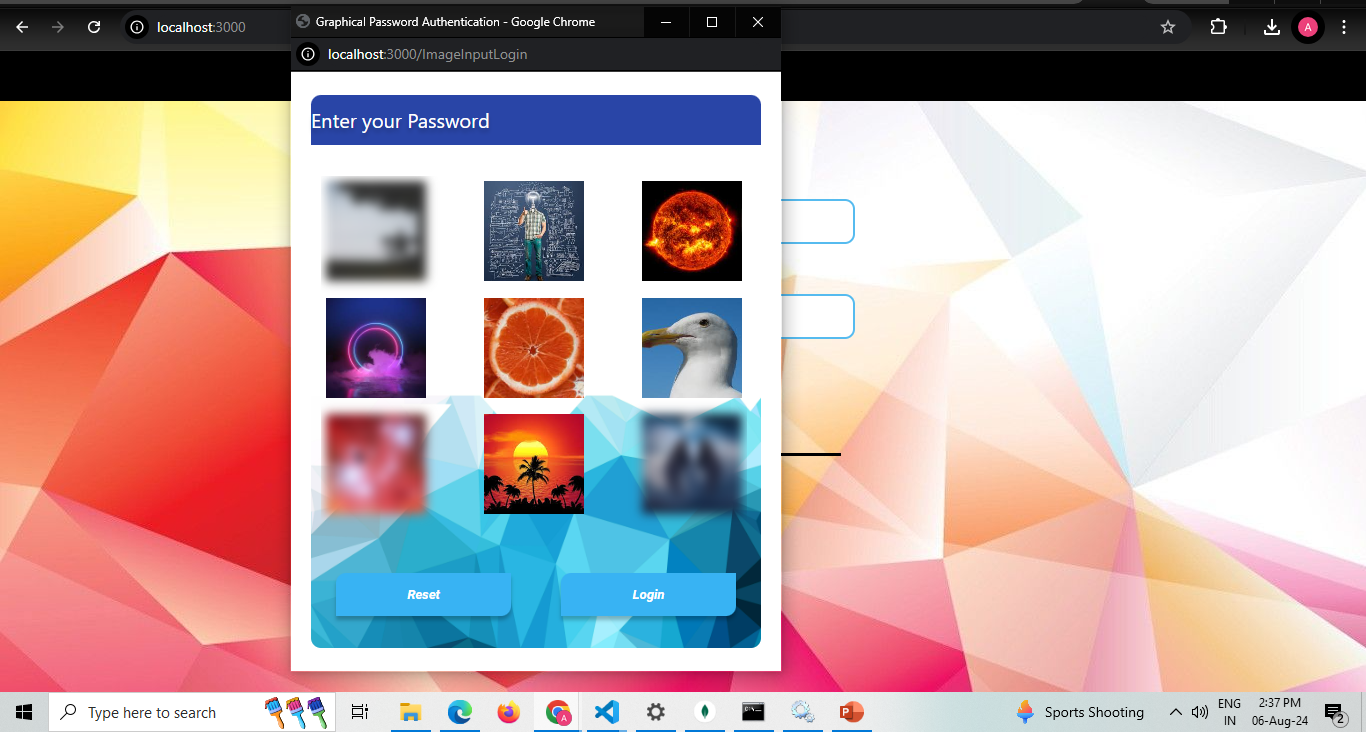 Graphical Password Authentication - Google Chrome
localhost:3000
A
localhost:3000/ImageInputLogin
Enter your Password
Reset
Login
Type here to search
A
P
Sports Shooting
ENG
IN
2:37 PM
06-Aug-24
2